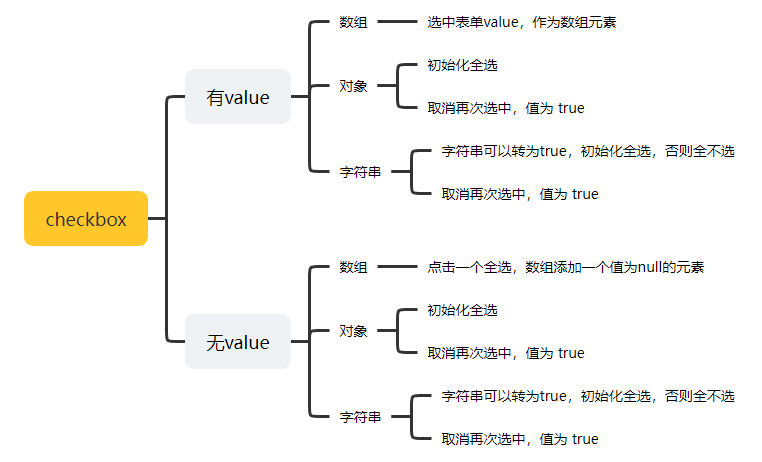 checkbox
有value
数组
选中表单value，作为数组元素
对象
初始化全选
取消再次选中，值为 true
字符串
字符串可以转为true，初始化全选，否则全不选
取消再次选中，值为 true
无value
数组
点击一个全选，数组添加一个值为null的元素
对象
初始化全选
取消再次选中，值为 true
字符串
字符串可以转为true，初始化全选，否则全不选
取消再次选中，值为 true